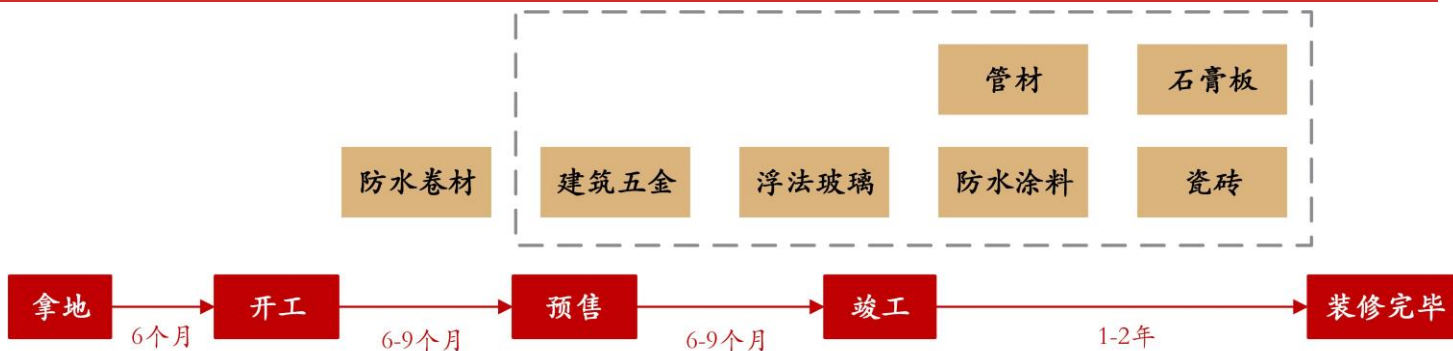 管材 石膏板
防水卷材 建筑五金 浮法玻璃 防水涂料 瓷砖
拿地 开工 预售 竣工 装修完毕
6个月 6-9个月 6-9个月 1-2年